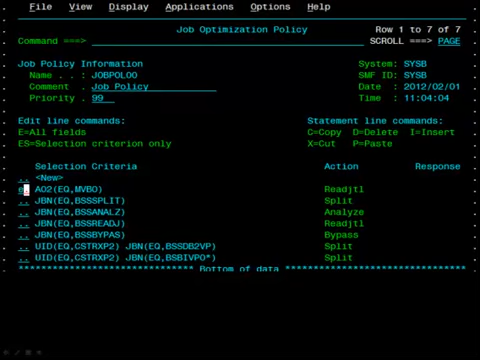 File View Display Applications Options Help
Job Optimization Policy Row 1 to 7 of 7
Command ===> SCROLL ===> PAGE
Job Policy Information System: SYSB
Name . . : JOBPOLOO SMF ID: SYSB
Comment . Job Policy Date : 2012/02/01
Priority . 99 Time : 11:04:04
Edit line commands: Statement line commands:
E=All fields C=Copy D=Delete I=Insert
ES=Selection criterion only X=Cut P=Paste
Selection Criteria Action Response
.. <New>
e. AO2(EQ,MVBO) Readjtl
.. JBN(EQ,BSSSPLIT) Split
.. JBN(EQ,BSSANALZ) Analyze
.. JBN(EQ,BSSREADJ) Readjtl
.. JBN(EQ,BSSBYPAS) Bypass
.. UID(EQ,CSTRXP2) JBN(EQ,BSSDB2VP) Split
.. UID(EQ,CSTRXP2) JBN(EQ,BSBIVPO*) Split
******************************* Bottom of data ********************************